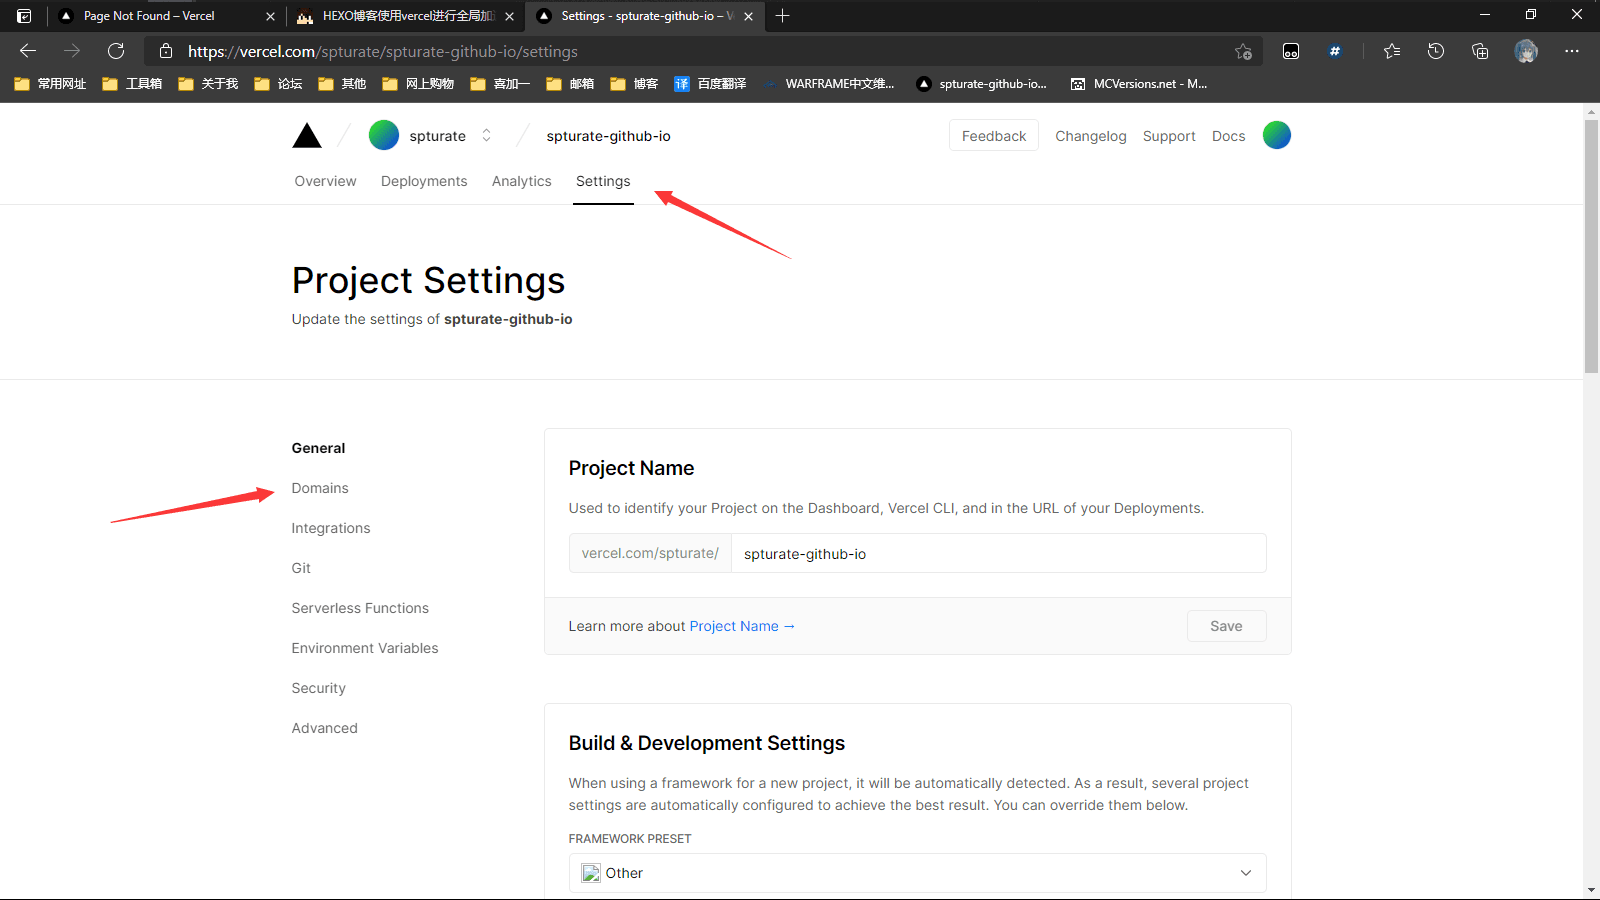 Page Not Found – Vercel
HEXO博客使用vercel进行全局加
Settings - spturate-github-io –
https://vercel.com/spturate/spturate-github-io/settings
常用网址 工具箱 关于我 论坛 其他 网上购物 喜加一 邮箱 博客 译 百度翻译 WARFRAME中文维... spturate-github-io... MCVersions.net - M...
spturate spturate-github-io Feedback Changelog Support Docs
Overview Deployments Analytics Settings
Project Settings
Update the settings of spturate-github-io
General
Domains
Integrations
Git
Serverless Functions
Environment Variables
Security
Advanced
Project Name
Used to identify your Project on the Dashboard, Vercel CLI, and in the URL of your Deployments.
vercel.com/spturate/ spturate-github-io
Learn more about Project Name → Save
Build & Development Settings
When using a framework for a new project, it will be automatically detected. As a result, several project
settings are automatically configured to achieve the best result. You can override them below.
FRAMEWORK PRESET
Other